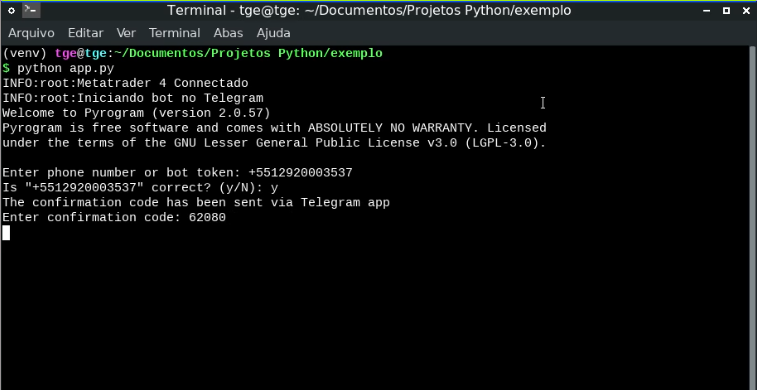 Terminal - tge@tge: ~/Documentos/Projetos Python/exemplo
Arquivo Editar Ver Terminal Abas Ajuda
(venv) tge@tge:~/Documentos/Projetos Python/exemplo
$ python app.py
INFO:root:Metatrader 4 Connectado
INFO:root:Iniciando bot no Telegram
Welcome to Pyrogram (version 2.0.57)
Pyrogram is free software and comes with ABSOLUTELY NO WARRANTY. Licensed
under the terms of the GNU Lesser General Public License v3.0 (LGPL-3.0).
Enter phone number or bot token: +5512920003537
Is "+5512920003537" correct? (y/N): y
The confirmation code has been sent via Telegram app
Enter confirmation code: 62080